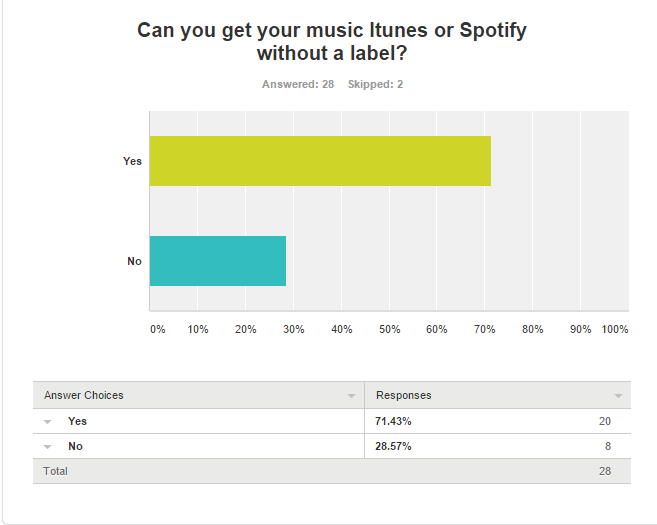 Can you get your music Itunes or Spotify
without a label?
Answered: 28 Skipped: 2
Yes
No
0% 10% 20% 30% 40% 50% 60% 70% 80% 90% 100%
Answer Choices Responses
Yes 71.43% 20
No 28.57% 8
Total 28